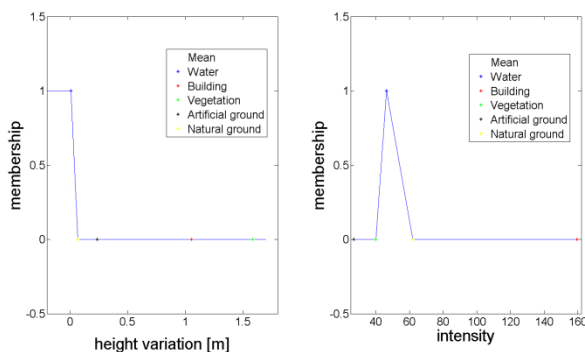 1.5
1
0.5
0
-0.5
membership
0
0.5
1
1.5
height variation [m]
Mean
Water
Building
Vegetation
Artificial ground
Natural ground
1.5
1
0.5
0
-0.5
membership
40
60
80
100
120
140
160
intensity
Mean
Water
Building
Vegetation
Artificial ground
Natural ground